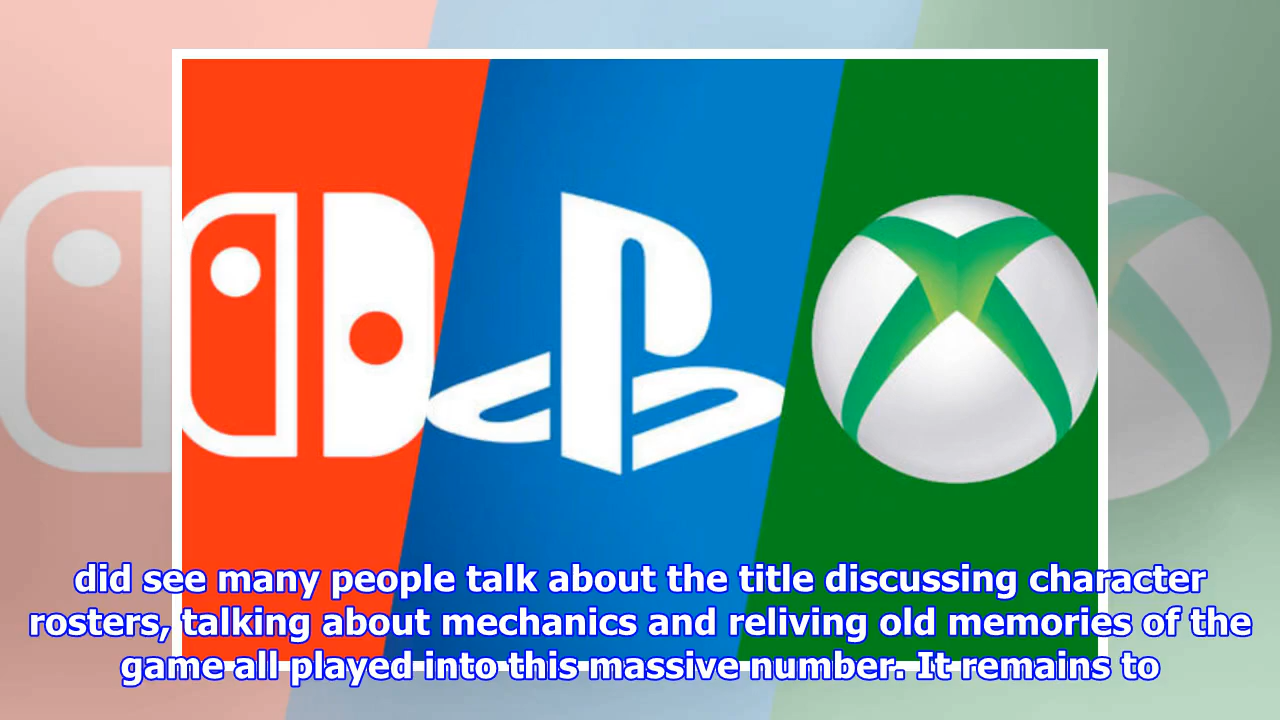 did see many people talk about the title discussing character
rosters, talking about mechanics and reliving old memories of the
game all played into this massive number. It remains to